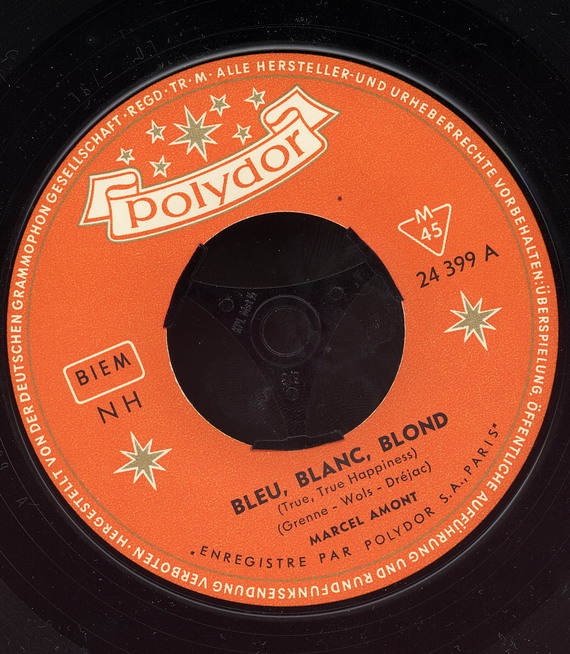 HERGESTELLT VON DER DEUTSCHEN GRAMMOPHON GESELLSCHAFT · REGD · TR · M · ALLE HERSTELLER- UND URHEBERRECHTE VORBEHALTEN: ÜBERSPIELUNG, ÖFFENTLICHE AUFFÜHRUNG UND RUNDFUNKSENDUNG VERBOTEN ·
polydor
M
45
24 399 A
BIEM
NH
BLEU, BLANC, BLOND
(True, True Happiness)
(Grenne - Wols - Dréjac)
MARCEL AMONT
"ENREGISTRE PAR POLYDOR S.A., PARIS"